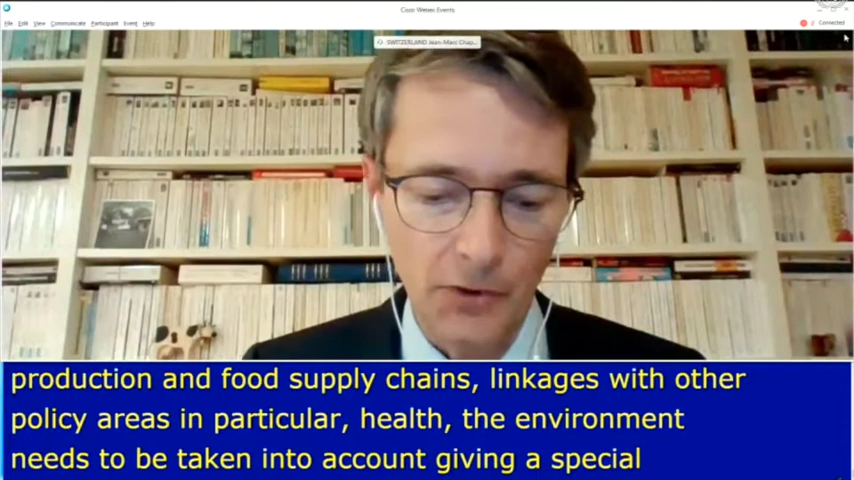 Cisco Webex Events
File Edit View Communicate Participant Event Help
Connected
SWITZERLAND Jean-Marc Chap...
production and food supply chains, linkages with other
policy areas in particular, health, the environment
needs to be taken into account giving a special